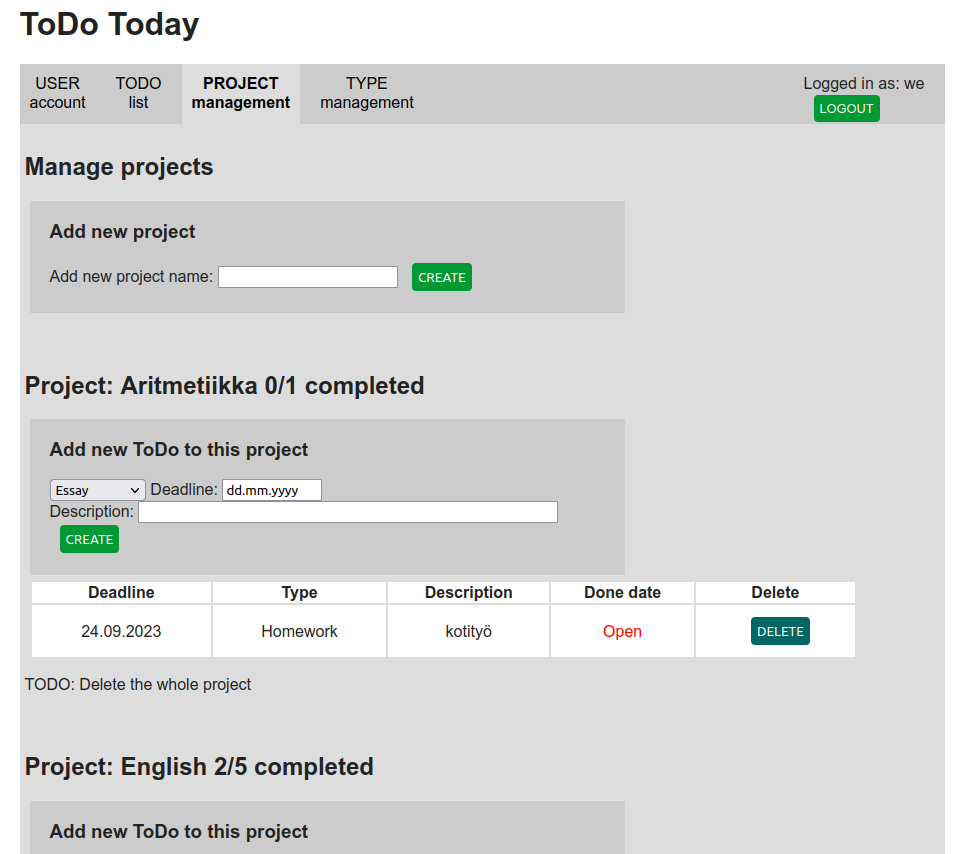 ToDo Today
USER account
TODO list
PROJECT management
TYPE management
Logged in as: we
LOGOUT
Manage projects
Add new project
Add new project name:
CREATE
Project: Aritmetiikka 0/1 completed
Add new ToDo to this project
Essay Deadline: dd.mm.yyyy
Description:
CREATE
Deadline Type Description Done date Delete
24.09.2023 Homework kotityö Open DELETE
TODO: Delete the whole project
Project: English 2/5 completed
Add new ToDo to this project